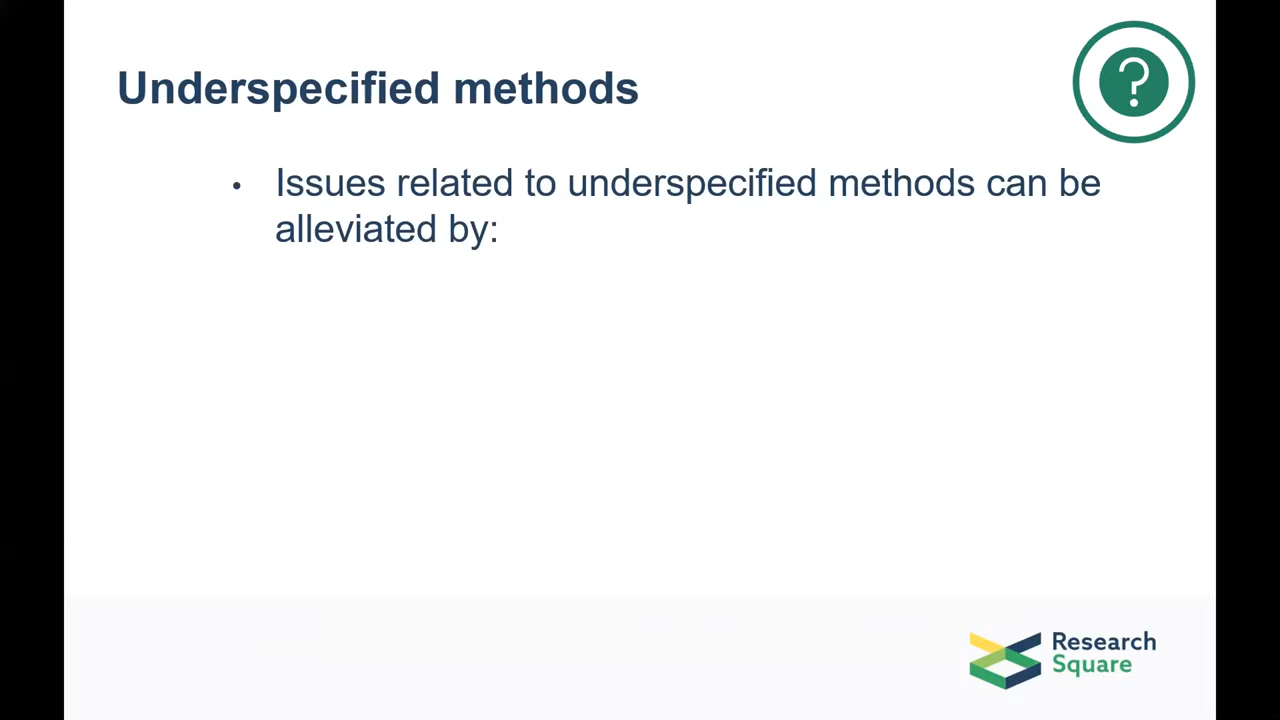 Underspecified methods
?
• Issues related to underspecified methods can be
alleviated by:
Research
Square